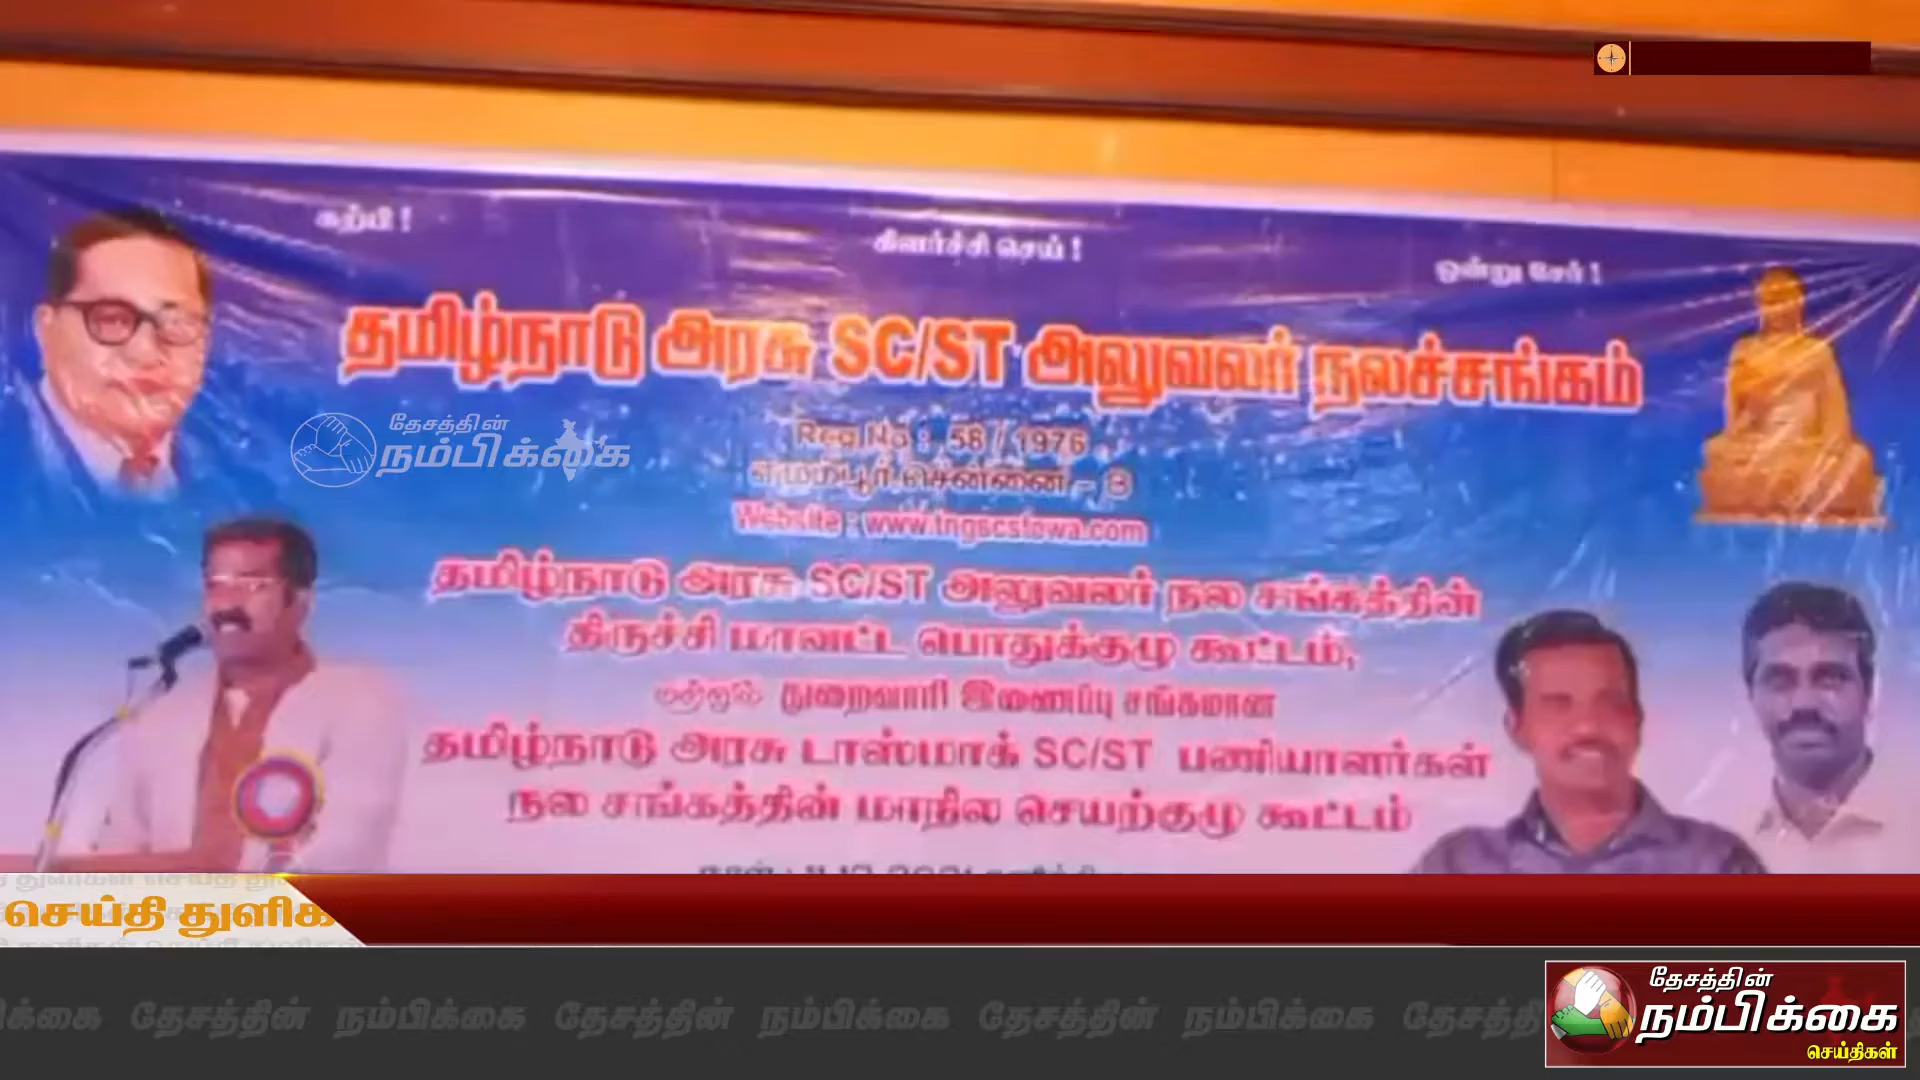 கற்பி !
கிளர்ச்சி செய் !
ஒன்று சேர் !
தமிழ்நாடு அரசு SC/ST அலுவலர் நலச்சங்கம்
தேசத்தின்
நம்பிக்கை
Reg.No : 58 / 1976
எழும்பூர் சென்னை - 8
Website : www.tngscstowa.com
தமிழ்நாடு அரசு SC/ST அலுவலர் நல சங்கத்தின்
திருச்சி மாவட்ட பொதுக்குழு கூட்டம்,
மற்றும் துறைவாரி இணைப்பு சங்கமான
தமிழ்நாடு அரசு டாஸ்மாக் SC/ST பணியாளர்கள்
நல சங்கத்தின் மாநில செயற்குழு கூட்டம்
செய்தி துளிக
தேசத்தின் நம்பிக்கை தேசத்தின் நம்பிக்கை தேசத்தின் நம்பிக்கை
தேசத்தின்
நம்பிக்கை
செய்திகள்